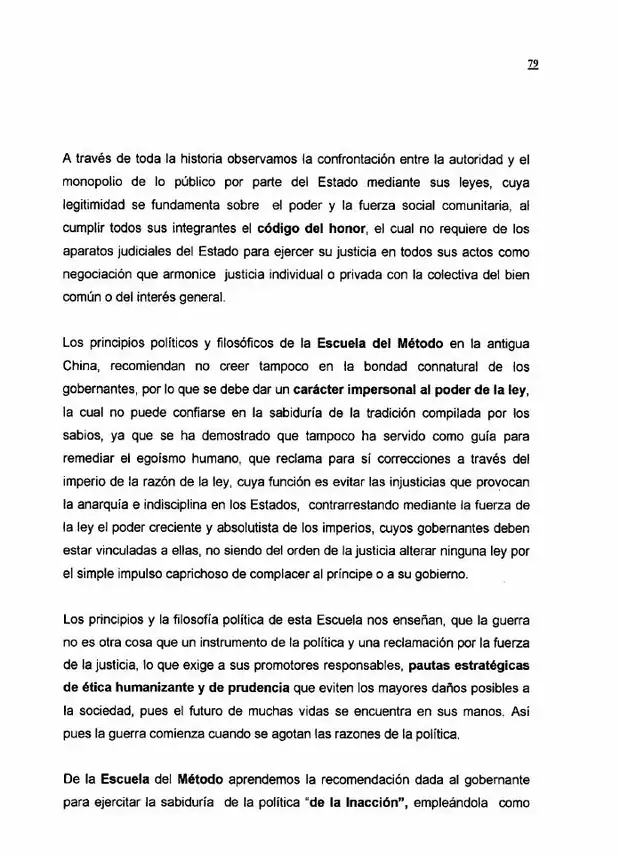 79
A través de toda la historia observamos la confrontación entre la autoridad y el
monopolio de lo público por parte del Estado mediante sus leyes, cuya
legitimidad se fundamenta sobre el poder y la fuerza social comunitaria, al
cumplir todos sus integrantes el código del honor, el cual no requiere de los
aparatos judiciales del Estado para ejercer su justicia en todos sus actos como
negociación que armonice justicia individual o privada con la colectiva del bien
común o del interés general.
Los principios políticos y filosóficos de la Escuela del Método en la antigua
China, recomiendan no creer tampoco en la bondad connatural de los
gobernantes, por lo que se debe dar un carácter impersonal al poder de la ley,
la cual no puede confiarse en la sabiduría de la tradición compilada por los
sabios, ya que se ha demostrado que tampoco ha servido como guía para
remediar el egoísmo humano, que reclama para sí correcciones a través del
imperio de la razón de la ley, cuya función es evitar las injusticias que provocan
la anarquía e indisciplina en los Estados, contrarrestando mediante la fuerza de
la ley el poder creciente y absolutista de los imperios, cuyos gobernantes deben
estar vinculadas a ellas, no siendo del orden de la justicia alterar ninguna ley por
el simple impulso caprichoso de complacer al príncipe o a su gobierno.
Los principios y la filosofía política de esta Escuela nos enseñan, que la guerra
no es otra cosa que un instrumento de la política y una reclamación por la fuerza
de la justicia, lo que exige a sus promotores responsables, pautas estratégicas
de ética humanizante y de prudencia que eviten los mayores daños posibles a
la sociedad, pues el futuro de muchas vidas se encuentra en sus manos. Así
pues la guerra comienza cuando se agotan las razones de la política.
De la Escuela del Método aprendemos la recomendación dada al gobernante
para ejercitar la sabiduría de la política "de la Inacción", empleándola como